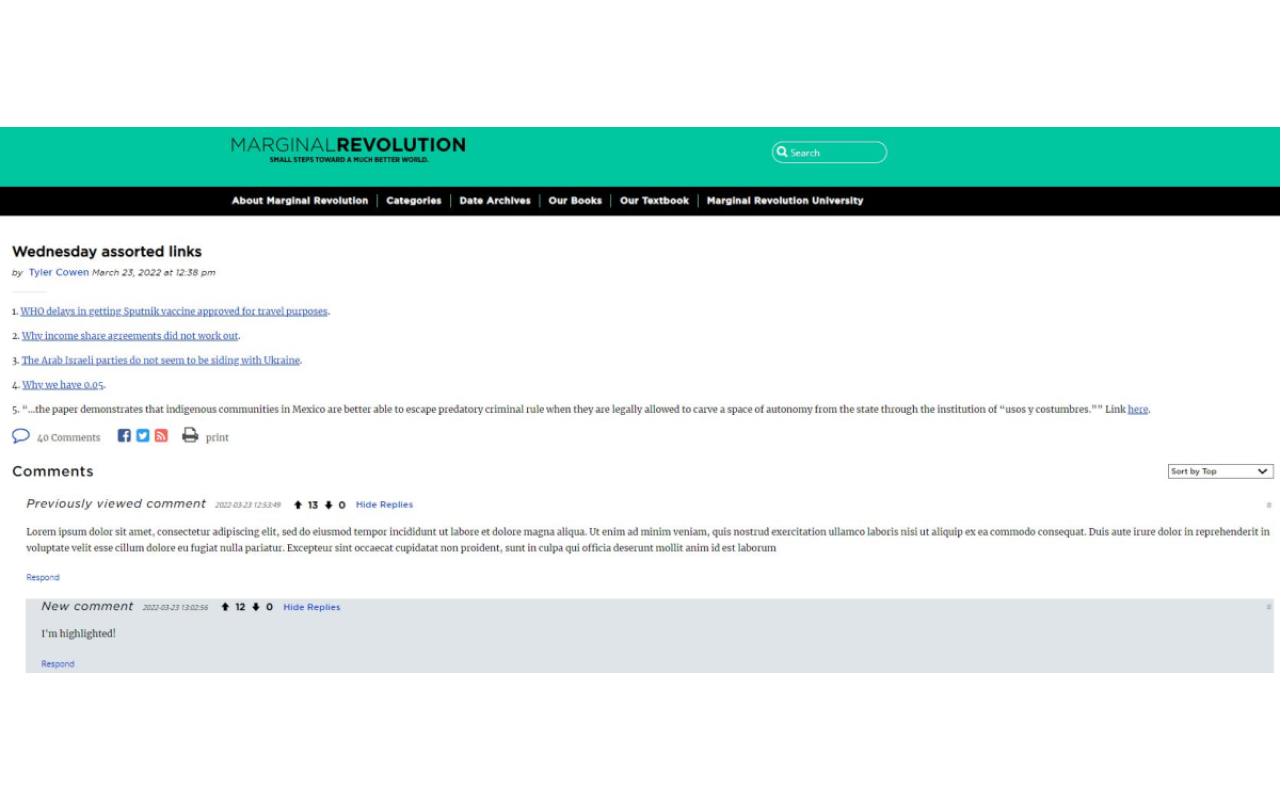 MARGINALREVOLUTION
SMALL STEPS TOWARD A MUCH BETTER WORLD.
Search
About Marginal Revolution Categories Date Archives Our Books Our Textbook Marginal Revolution University
Wednesday assorted links
by Tyler Cowen March 23, 2022 at 12:38 pm
1. WHO delays in getting Sputnik vaccine approved for travel purposes.
2. Why income share agreements did not work out.
3. The Arab Israeli parties do not seem to be siding with Ukraine.
4. Why we have 0.05.
5. “…the paper demonstrates that indigenous communities in Mexico are better able to escape predatory criminal rule when they are legally allowed to carve a space of autonomy from the state through the institution of “usos y costumbres.”” Link here.
40 Comments print
Comments
Sort by Top
Previously viewed comment 2022-03-23 12:53:49 13 0 Hide Replies #
Lorem ipsum dolor sit amet, consectetur adipiscing elit, sed do eiusmod tempor incididunt ut labore et dolore magna aliqua. Ut enim ad minim veniam, quis nostrud exercitation ullamco laboris nisi ut aliquip ex ea commodo consequat. Duis aute irure dolor in reprehenderit in
voluptate velit esse cillum dolore eu fugiat nulla pariatur. Excepteur sint occaecat cupidatat non proident, sunt in culpa qui officia deserunt mollit anim id est laborum
Respond
New comment 2022-03-23 13:02:56 12 0 Hide Replies #
I'm highlighted!
Respond